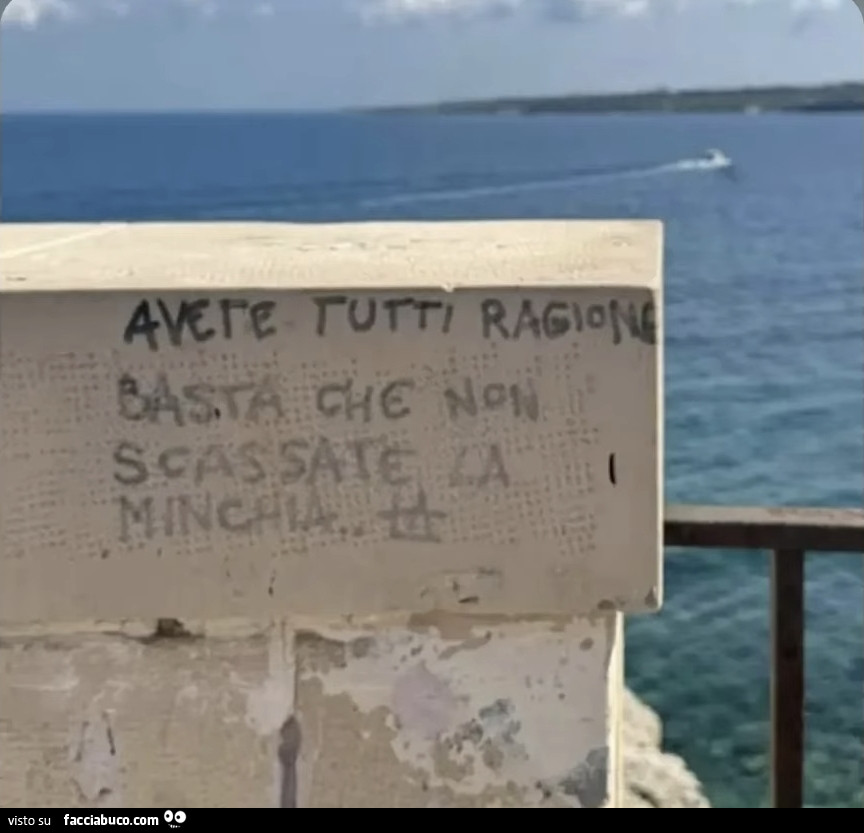 AVETE TUTTI RAGIONE
BASTA CHE NON
SCASSATE LA
MINCHIA..
visto su facciabuco.com